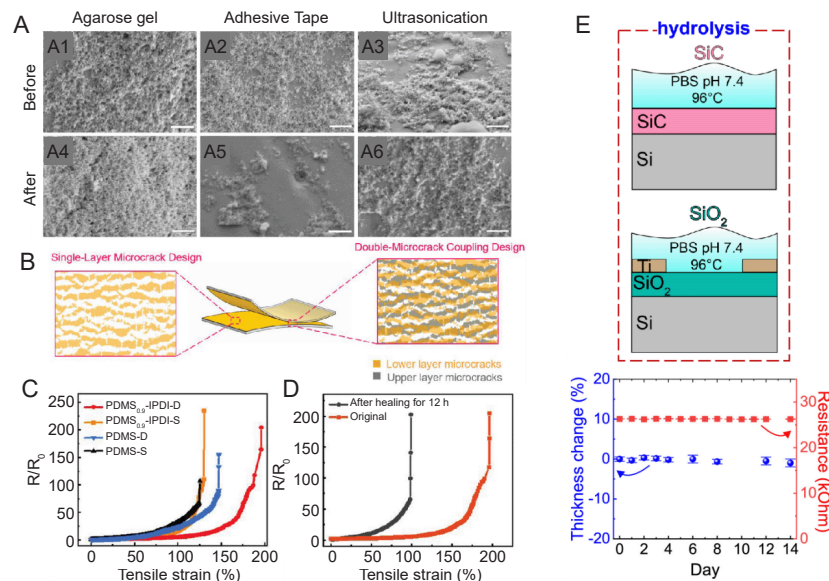 A
Agarose gel
Adhesive Tape
Ultrasonication
Before
A1
A2
A3
After
A4
A5
A6
B
Single-Layer Microcrack Design
Double-Microcrack Coupling Design
Lower layer microcracks
Upper layer microcracks
C
PDMS0.9-IPDI-D
PDMS0.9-IPDI-S
PDMS-D
PDMS-S
R/R0
200
150
100
50
0
0 50 100 150 200
Tensile strain (%)
D
After healing for 12 h
Original
R/R0
200
150
100
50
0
0 50 100 150 200
Tensile strain (%)
E
hydrolysis
SiC
PBS pH 7.4
96°C
SiC
Si
SiO2
PBS pH 7.4
96°C
Ti
SiO2
Si
Thickness change (%)
20
10
0
-10
-20
Resistance (kOhm)
30
20
10
0
0 2 4 6 8 10 12 14
Day